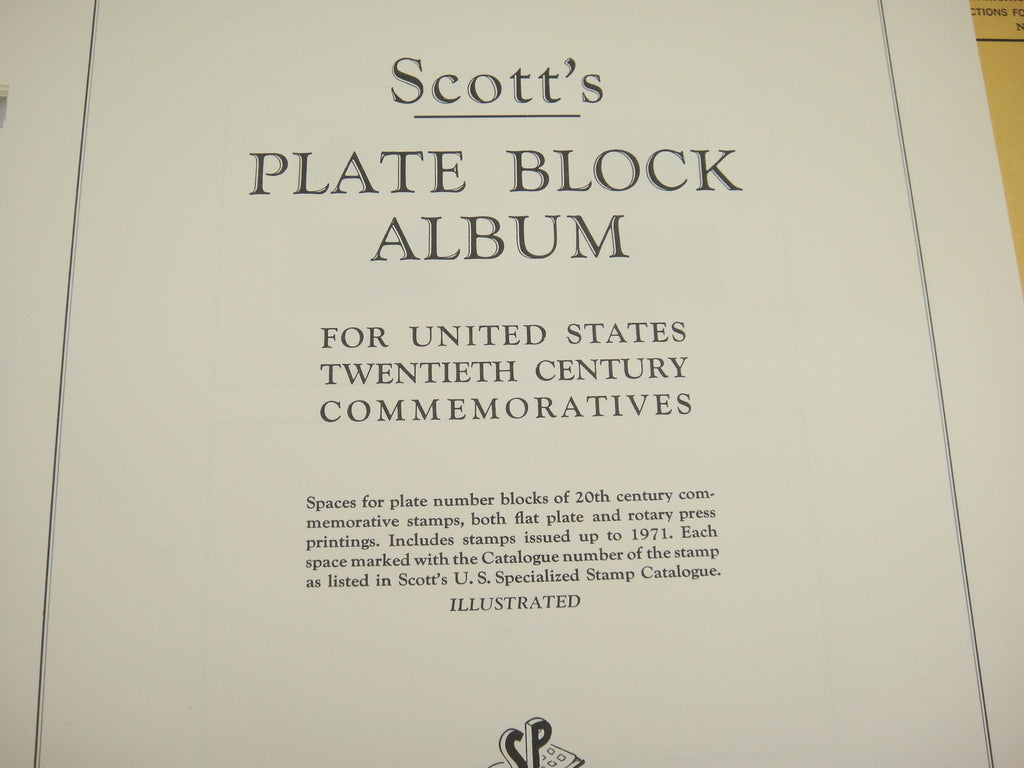 Scott's
PLATE BLOCK
ALBUM
FOR UNITED STATES
TWENTIETH CENTURY
COMMEMORATIVES
Spaces for plate number blocks of 20th century com-
memorative stamps, both flat plate and rotary press
printings. Includes stamps issued up to 1971. Each
space marked with the Catalogue number of the stamp
as listed in Scott's U. S. Specialized Stamp Catalogue.
ILLUSTRATED
SP